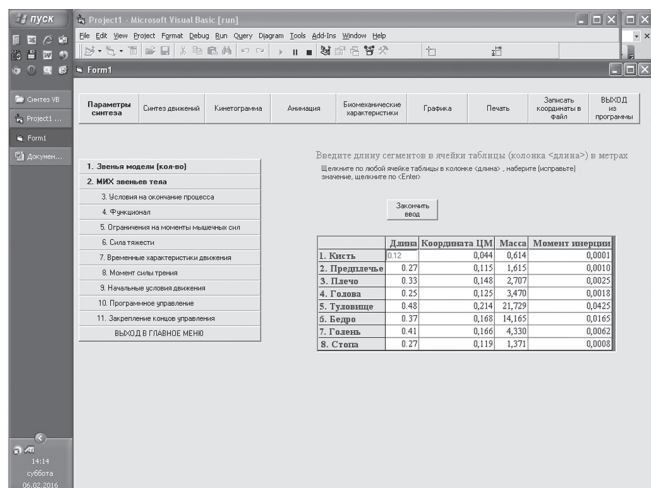 пуск
Project1 - Microsoft Visual Basic [run]
File Edit View Project Format Debug Run Query Diagram Tools Add-Ins Window Help
Form1
Синтез VB
Project1 ...
Form1
Докумен...
Параметры синтеза
Синтез движений
Кинетограмма
Анимация
Биомеханические характеристики
Графика
Печать
Записать координаты в файл
ВЫХОД из программы
Введите длину сегментов в ячейки таблицы (колонка <длина>) в метрах
Щелкните по любой ячейке таблицы в колонке <длина> , наберите (исправьте)
значение, щелкните по <Enter>
Закончить
ввод
1. Звенья модели (кол-во)
2. МИХ звеньев тела
3. Условия на окончание процесса
4. Функционал
5. Ограничения на моменты мышечных сил
6. Сила тяжести
7. Временные характеристики движения
8. Момент силы трения
9. Начальные условия движения
10. Программное управление
11. Закрепление концов управления
ВЫХОД В ГЛАВНОЕ МЕНЮ
Длина Координата ЦМ Масса Момент инерции
1. Кисть 0.12 0,044 0,614 0,0001
2. Предплечье 0.27 0,115 1,615 0,0010
3. Плечо 0.33 0,148 2,707 0,0025
4. Голова 0.25 0,125 3,470 0,0018
5. Туловище 0.48 0,214 21,729 0,0425
6. Бедро 0.37 0,168 14,165 0,0165
7. Голень 0.41 0,166 4,330 0,0062
8. Стопа 0.27 0,119 1,371 0,0008
14:14
суббота
06.02.2016